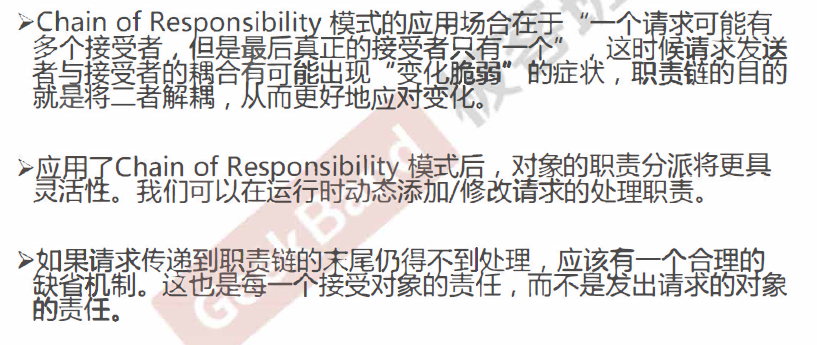 ➢Chain of Responsibility 模式的应用场合在于“一个请求可能有
多个接受者，但是最后真正的接受者只有一个”，这时候请求发送
者与接受者的耦合有可能出现“变化脆弱”的症状，职责链的目的
就是将二者解耦，从而更好地应对变化。
➢应用了Chain of Responsibility 模式后，对象的职责分派将更具
灵活性。我们可以在运行时动态添加/修改请求的处理职责。
➢如果请求传递到职责链的末尾仍得不到处理，应该有一个合理的
缺省机制。这也是每一个接受对象的责任，而不是发出请求的对象
的责任。
GeekBand